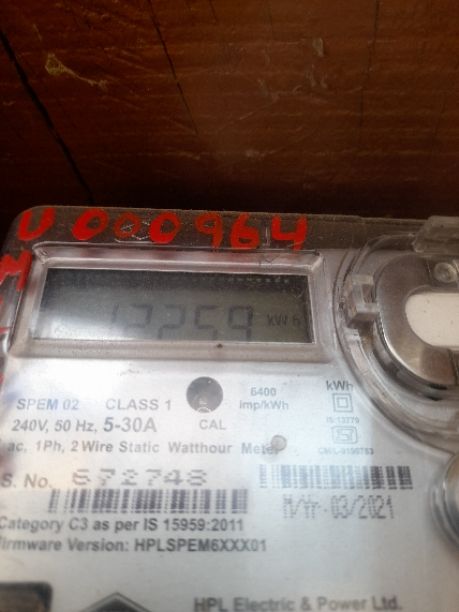 U 000964
12259 kW h
SPEM 02 CLASS 1
6400
imp/kWh
kWh
240V, 50 Hz, 5-30A CAL
IS 13779
ac, 1Ph, 2 Wire Static Watthour Meter
S. No. 672748
M/Yr-03/2021
Category C3 as per IS 15959:2011
Firmware Version: HPLSPEM6XXX01
HPL Electric & Power Ltd.